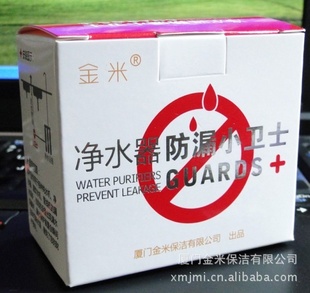 金米®
净水器防漏小卫士
WATER PURIFIRS GUARDS+
PREVENT LEAKAGE
厦门金米保洁有限公司 出品
厦门金米保洁有限公司
xmjmj.cn.alibaba.com